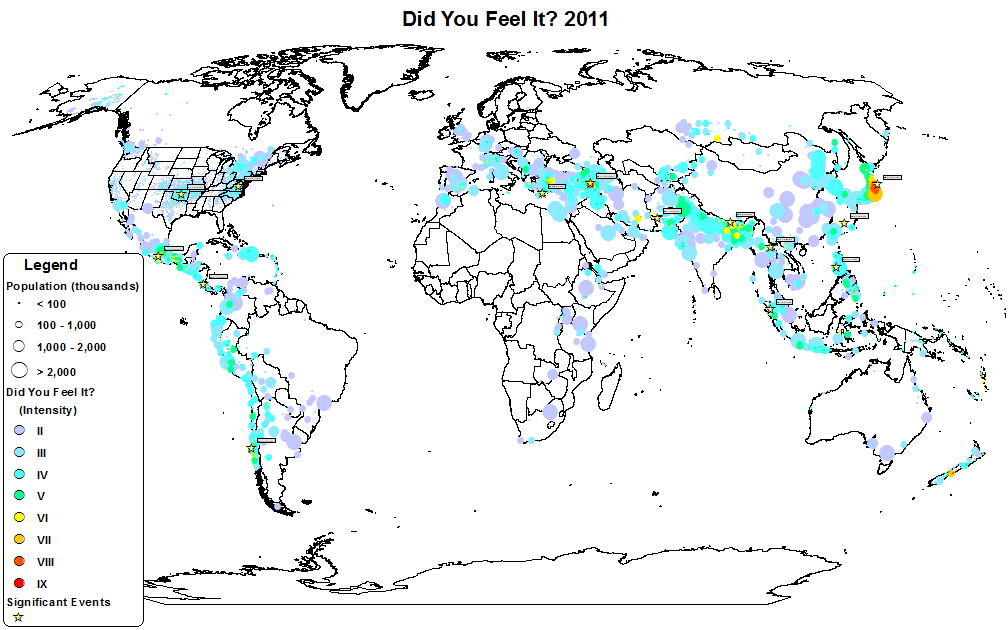 Did You Feel It? 2011
Legend
Population (thousands)
< 100
100 - 1,000
1,000 - 2,000
> 2,000
Did You Feel It?
(Intensity)
II
III
IV
V
VI
VII
VIII
IX
Significant Events